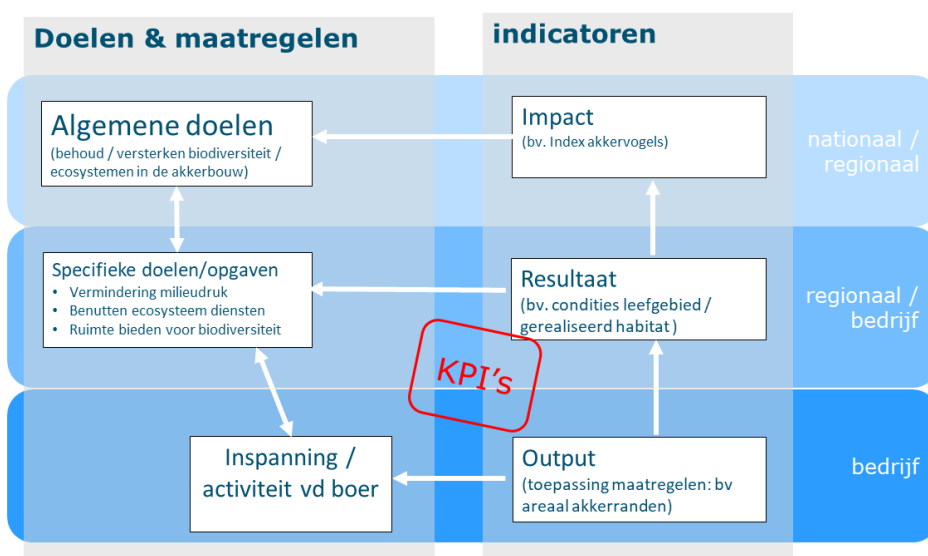 Doelen & maatregelen
indicatoren
Algemene doelen
(behoud / versterken biodiversiteit /
ecosystemen in de akkerbouw)
Impact
(bv. Index akkervogels)
nationaal /
regionaal
Specifieke doelen/opgaven
• Vermindering milieudruk
• Benutten ecosysteem diensten
• Ruimte bieden voor biodiversiteit
Resultaat
(bv. condities leefgebied /
gerealiseerd habitat )
regionaal /
bedrijf
KPI's
Inspanning /
activiteit vd boer
Output
(toepassing maatregelen: bv
areaal akkerranden)
bedrijf